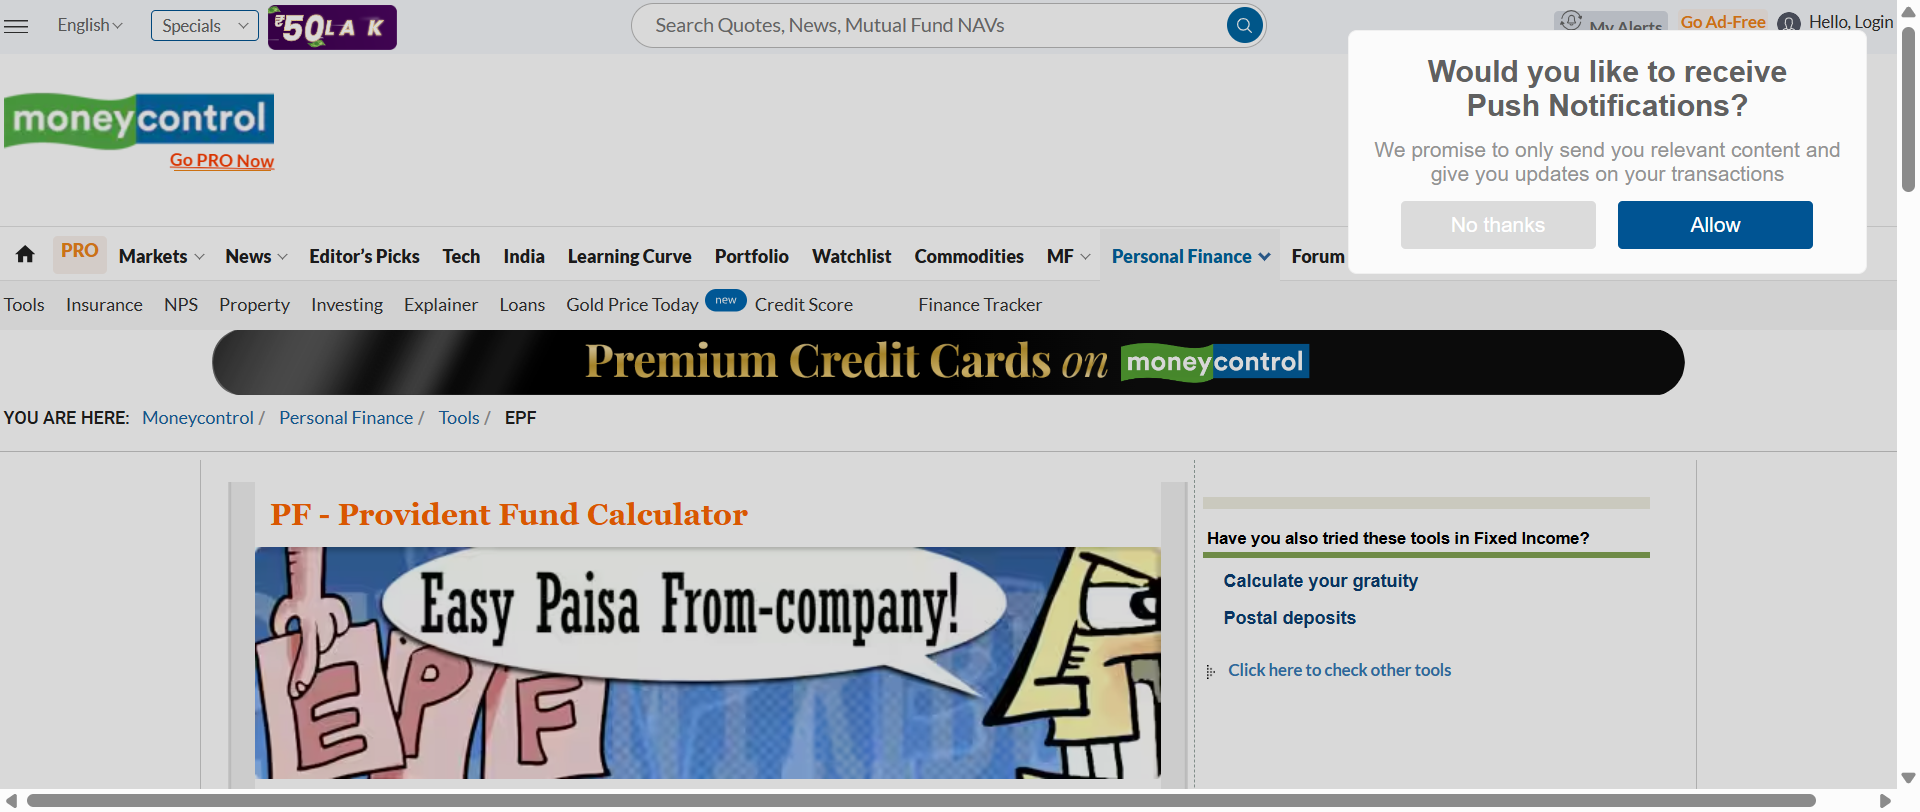 English
Specials
₹50LA K
Search Quotes, News, Mutual Fund NAVs
My Alerts
Go Ad-Free
Hello, Login
Would you like to receive
Push Notifications?
We promise to only send you relevant content and
give you updates on your transactions
No thanks
Allow
moneycontrol
Go PRO Now
PRO
Markets
News
Editor’s Picks
Tech
India
Learning Curve
Portfolio
Watchlist
Commodities
MF
Personal Finance
Forum
Tools
Insurance
NPS
Property
Investing
Explainer
Loans
Gold Price Today
new
Credit Score
Finance Tracker
Premium Credit Cards on moneycontrol
YOU ARE HERE: Moneycontrol / Personal Finance / Tools / EPF
PF - Provident Fund Calculator
Easy Paisa From-company!
EPF
Have you also tried these tools in Fixed Income?
Calculate your gratuity
Postal deposits
Click here to check other tools